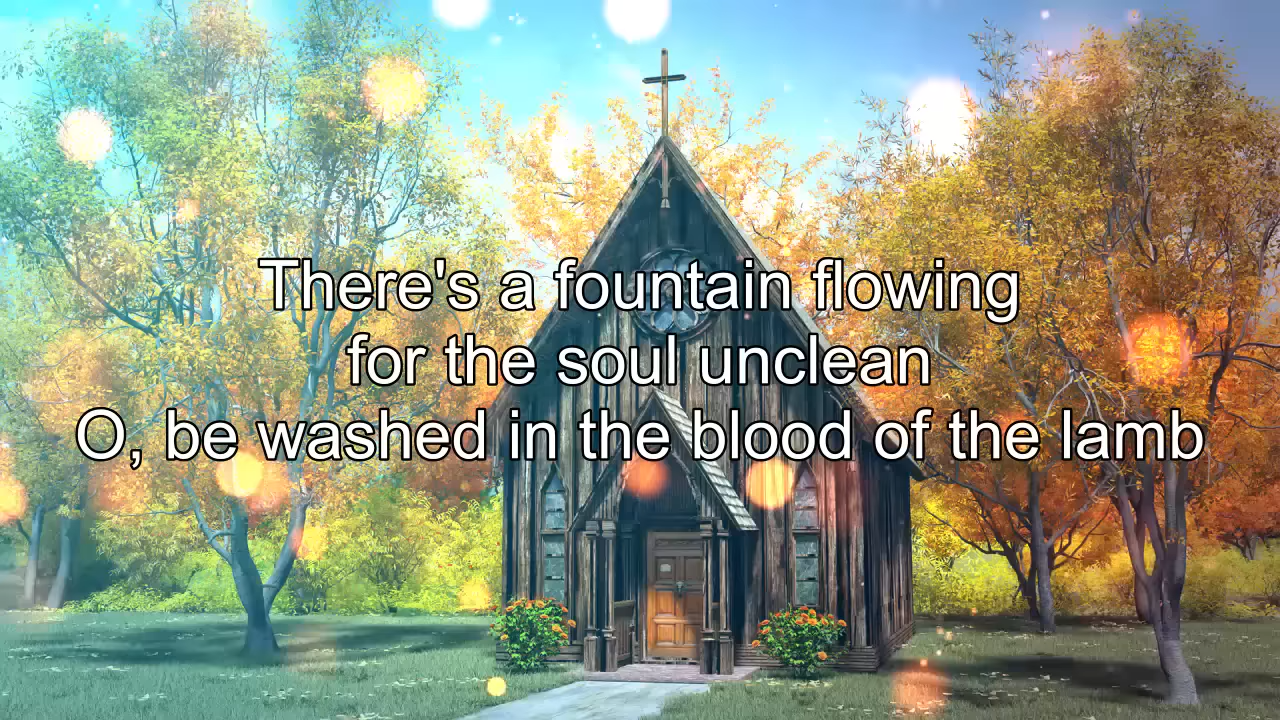 There's a fountain flowing
for the soul unclean
O, be washed in the blood of the lamb